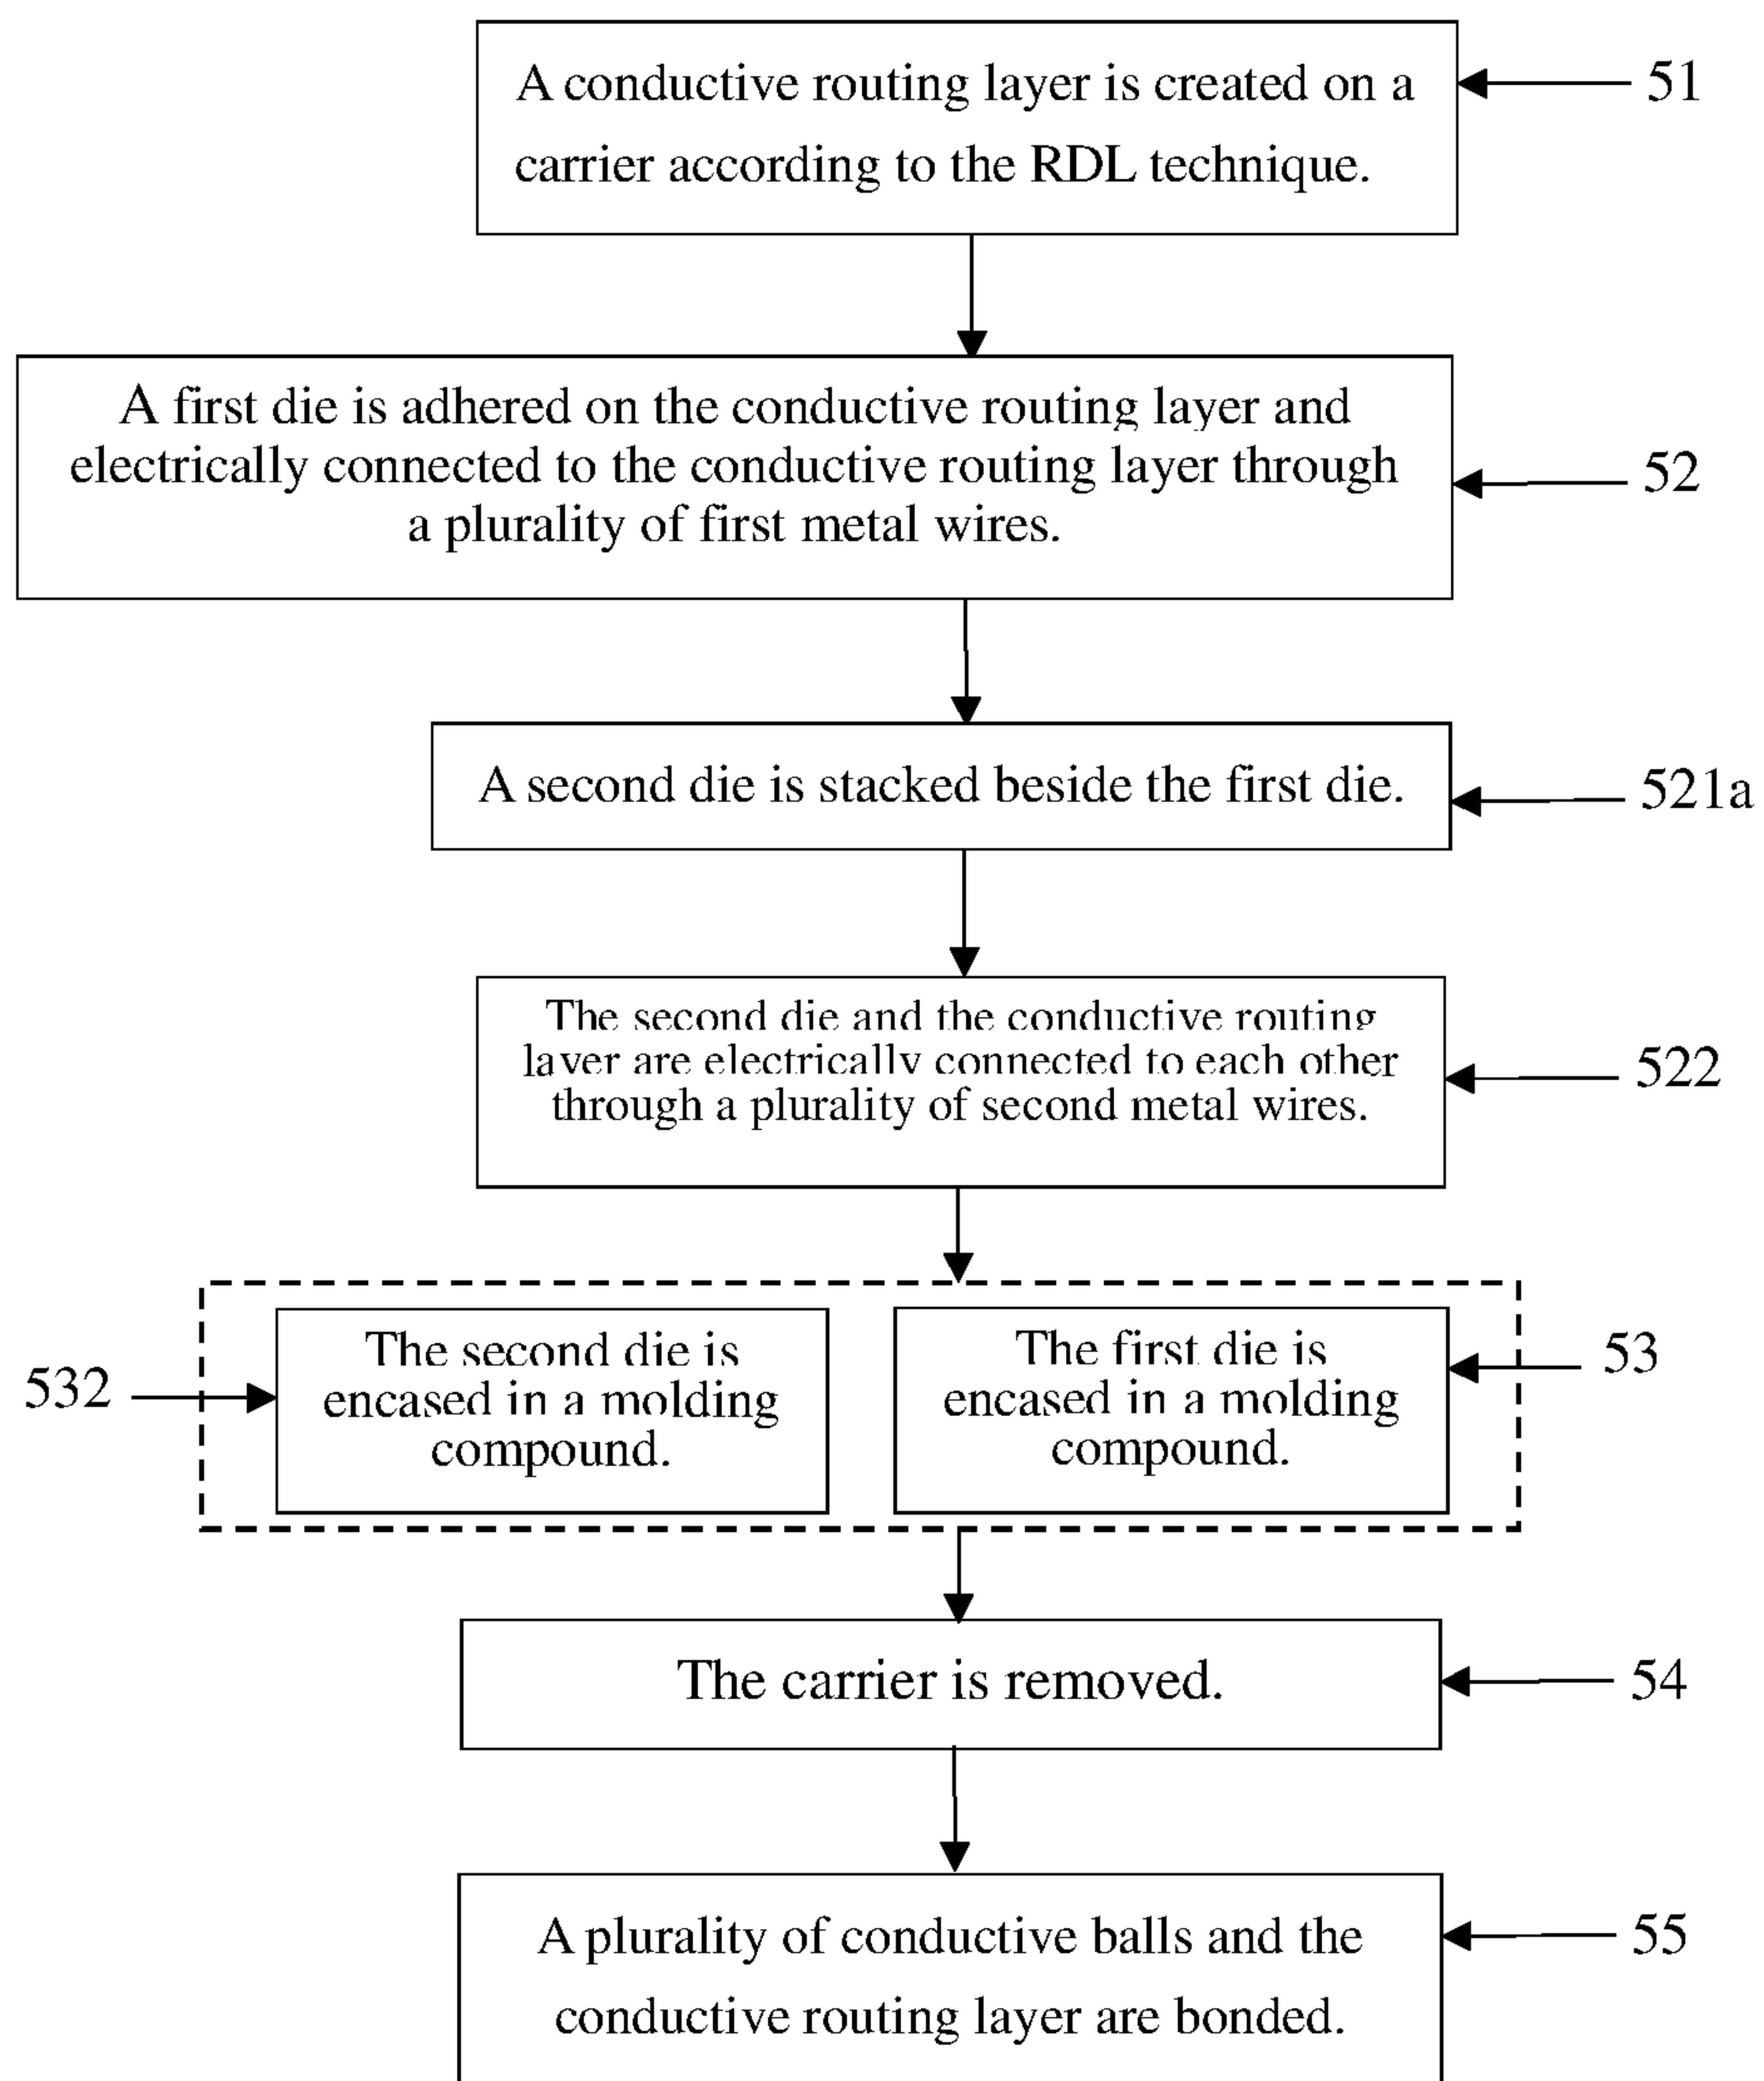 A conductive routing layer is created on a
51
carrier according to the RDL technique.
A first die is adhered on the conductive routing layer and
electrically connected to the conductive routing layer through
52
a plurality of first metal wires.
A second die is stacked beside the first die.
521a
The second die and the conductive routing
layer are electrically connected to each other
522
through a plurality of second metal wires.
532
The second die is
encased in a molding
compound.
The first die is
encased in a molding
compound.
53
The carrier is removed.
54
A plurality of conductive balls and the
55
conductive routing layer are bonded.